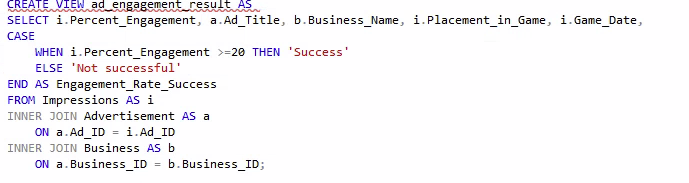 CREATE VIEW ad_engagement_result AS
SELECT i.Percent_Engagement, a.Ad_Title, b.Business_Name, i.Placement_in_Game, i.Game_Date,
CASE
WHEN i.Percent_Engagement >=20 THEN 'Success'
ELSE 'Not successful'
END AS Engagement_Rate_Success
FROM Impressions AS i
INNER JOIN Advertisement AS a
ON a.Ad_ID = i.Ad_ID
INNER JOIN Business AS b
ON a.Business_ID = b.Business_ID;